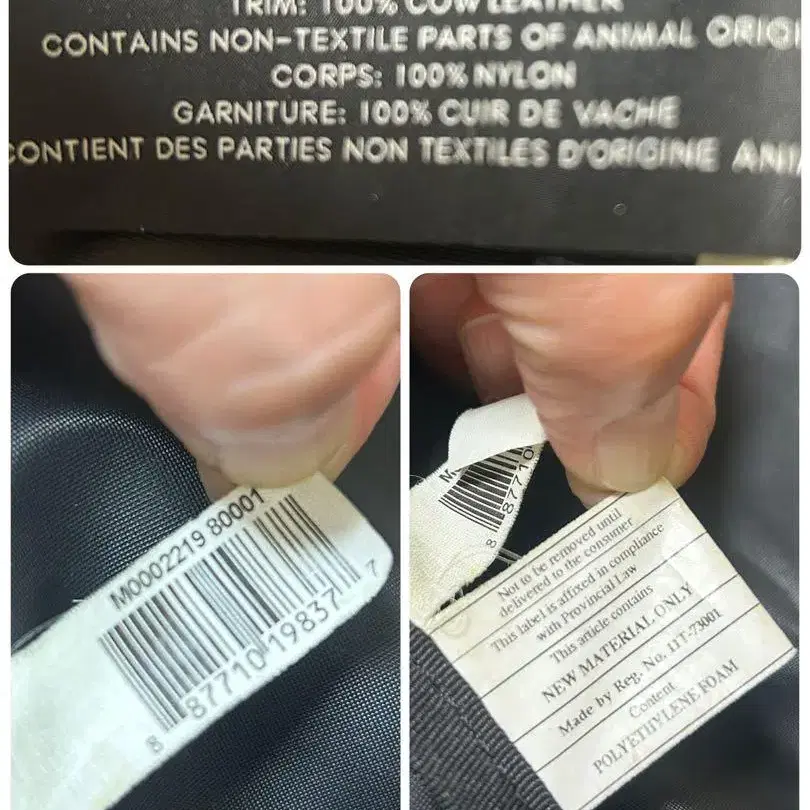 TRIM: 100% COW LEATHER
CONTAINS NON-TEXTILE PARTS OF ANIMAL ORIGI
CORPS: 100% NYLON
GARNITURE: 100% CUIR DE VACHE
CONTIENT DES PARTIES NON TEXTILES D'ORIGINE ANI
M0002219 80001
8 87710 19837 7
M
8 87710
Not to be removed until
delivered to the consumer
This label is affixed in compliance
with Provincial Law
This article contains
NEW MATERIAL ONLY
Made by Reg. No. 11T-73001
Content
POLYETHYLENE FOAM